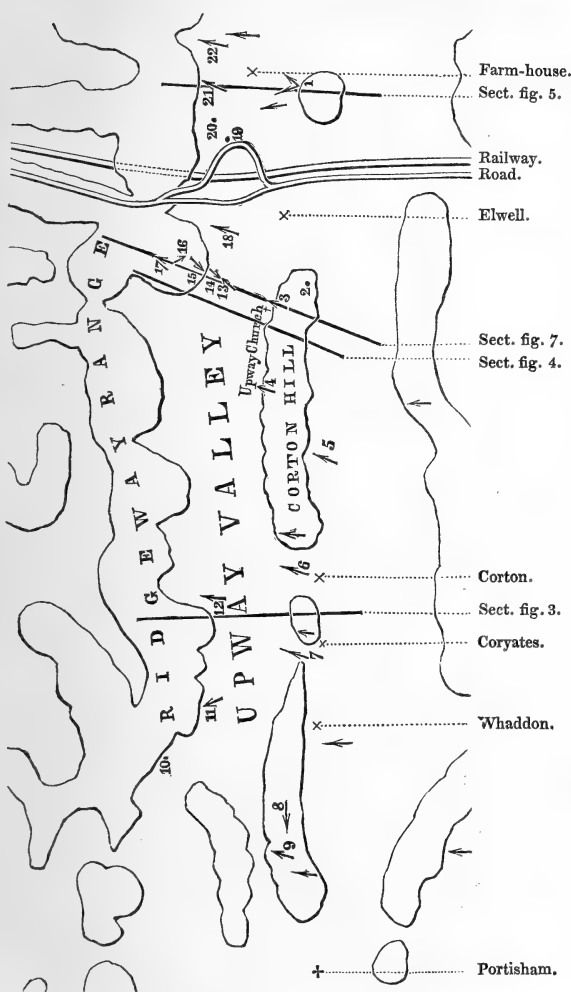 Farm-house.
Sect. fig. 5.
Railway.
Road.
Elwell.
Sect. fig. 7.
Sect. fig. 4.
Corton.
Sect. fig. 3.
Coryates.
Whaddon.
Portisham.
RIDGEWAY RANGE
UPWAY VALLEY
CORTON HILL
Upway Church
1
2.
3
4
5
6
7
8
9
10.
11
12
13
14
15
16
17
18
19
20.
21
22